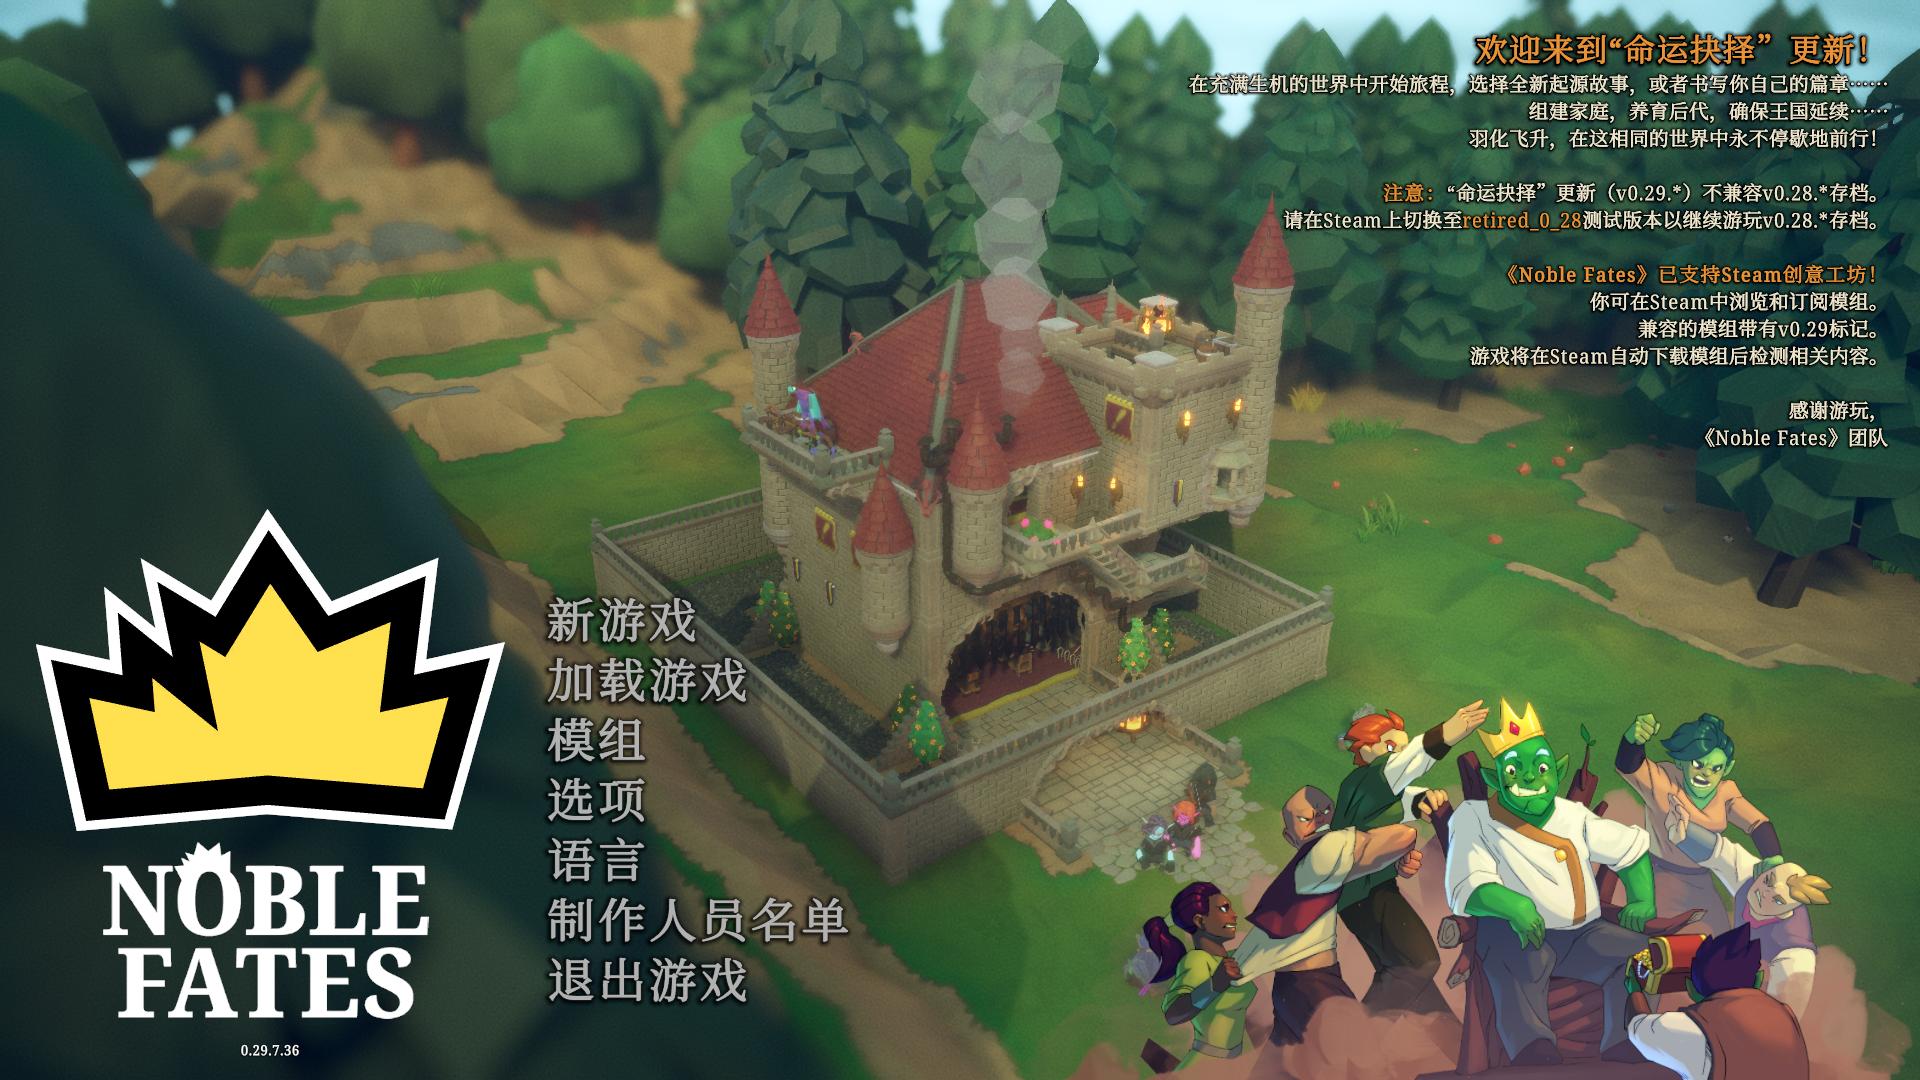 欢迎来到“命运抉择”更新！
在充满生机的世界中开始旅程，选择全新起源故事，或者书写你自己的篇章……
组建家庭，养育后代，确保王国延续……
羽化飞升，在这相同的世界中永不停歇地前行！
注意：“命运抉择”更新（v0.29.*）不兼容v0.28.*存档。
请在Steam上切换至retired_0_28测试版本以继续游玩v0.28.*存档。
《Noble Fates》已支持Steam创意工坊！
你可在Steam中浏览和订阅模组。
兼容的模组带有v0.29标记。
游戏将在Steam自动下载模组后检测相关内容。
感谢游玩，
《Noble Fates》团队
新游戏
加载游戏
模组
选项
语言
制作人员名单
退出游戏
NOBLE
FATES
0.29.7.36